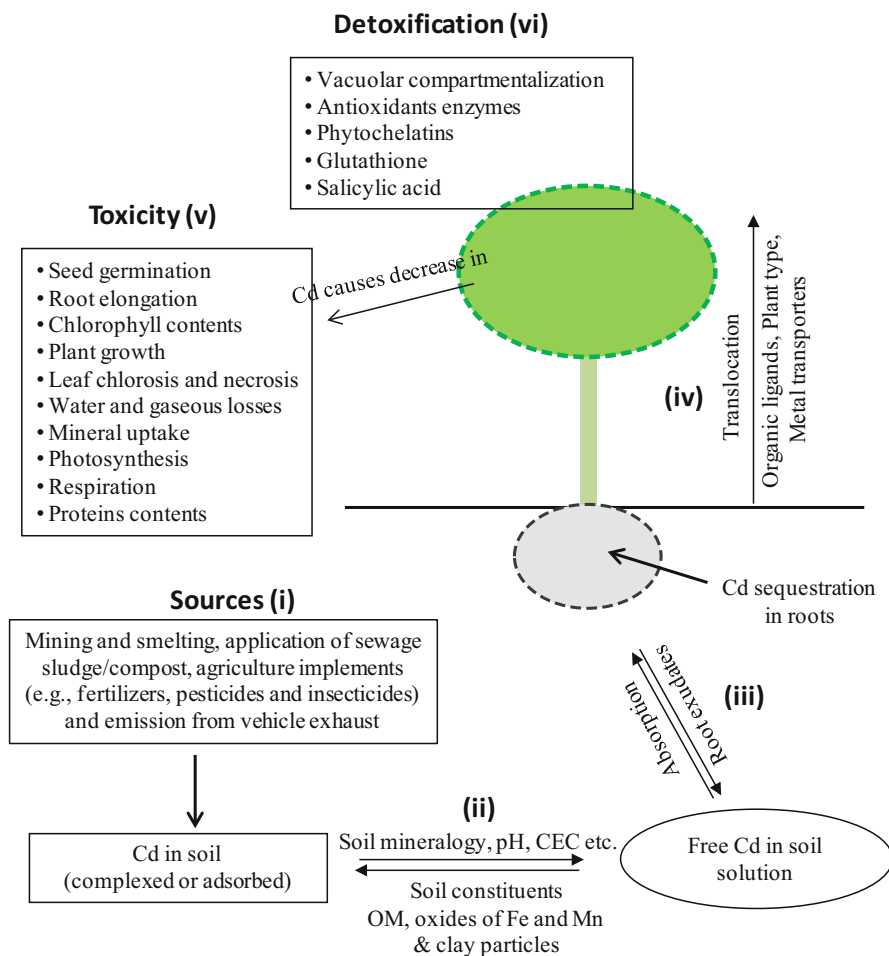 Detoxification (vi)
• Vacuolar compartmentalization
• Antioxidants enzymes
• Phytochelatins
• Glutathione
• Salicylic acid
Toxicity (v)
• Seed germination
• Root elongation
• Chlorophyll contents
• Plant growth
• Leaf chlorosis and necrosis
• Water and gaseous losses
• Mineral uptake
• Photosynthesis
• Respiration
• Proteins contents
Cd causes decrease in
(iv)
Translocation
Organic ligands, Plant type,
Metal transporters
Cd sequestration
in roots
Sources (i)
Mining and smelting, application of sewage
sludge/compost, agriculture implements
(e.g., fertilizers, pesticides and insecticides)
and emission from vehicle exhaust
(iii)
Absorption
Root exudates
(ii)
Cd in soil
(complexed or adsorbed)
Soil mineralogy, pH, CEC etc.
Soil constituents
OM, oxides of Fe and Mn
& clay particles
Free Cd in soil
solution